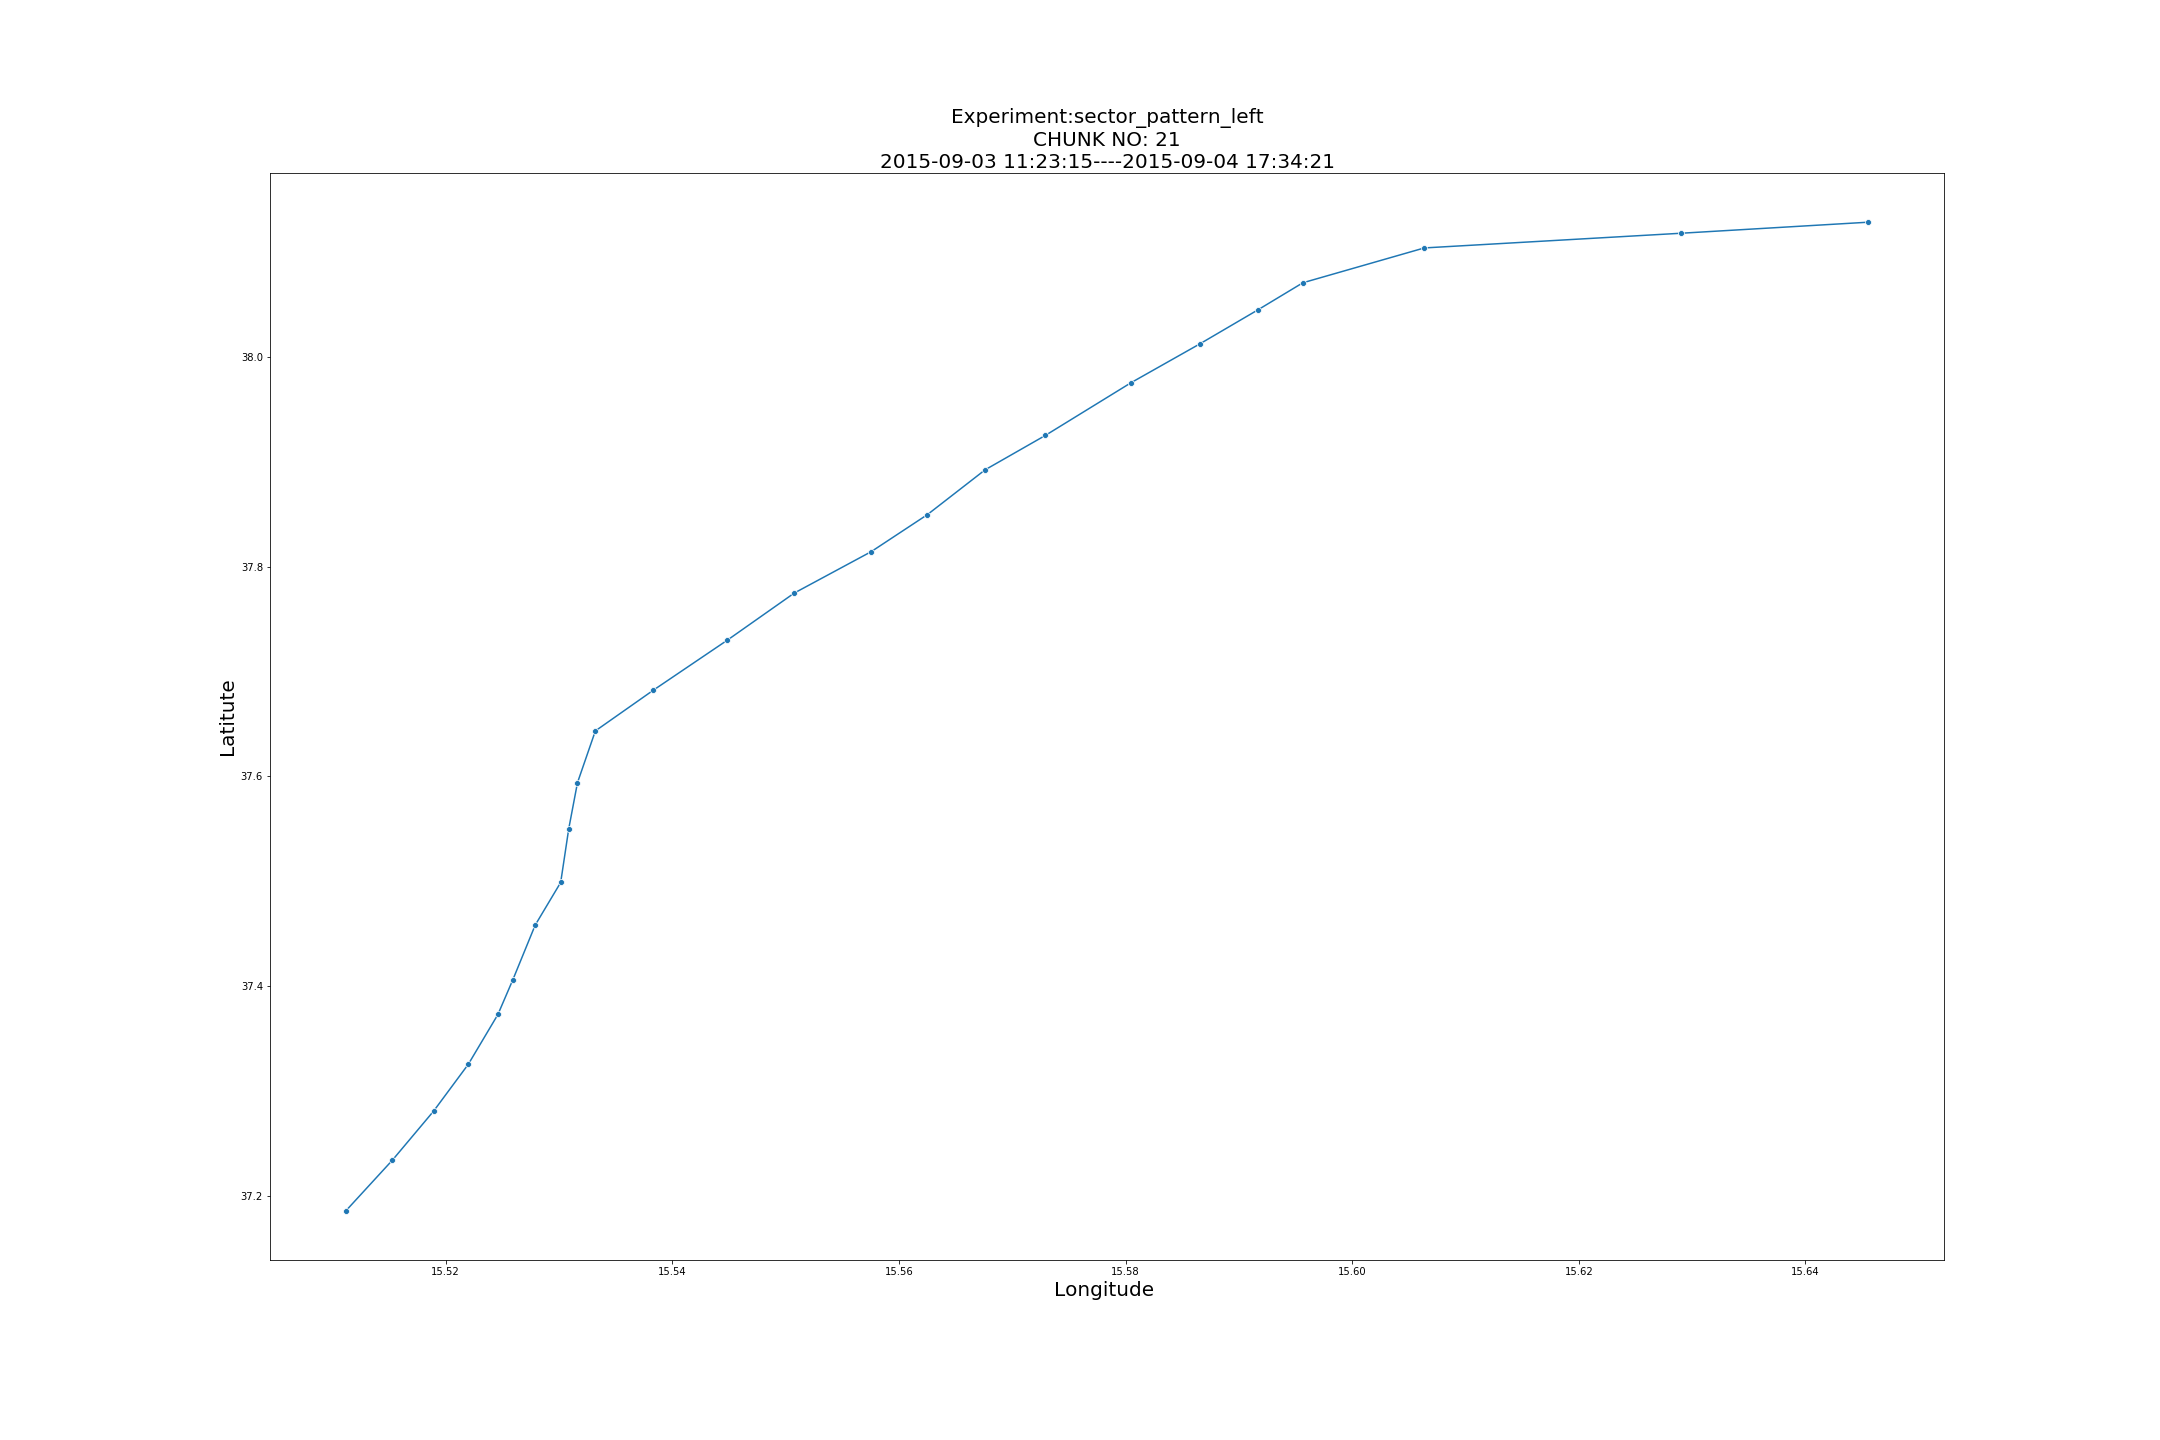 Experiment:sector_pattern_left
CHUNK NO: 21
2015-09-03 11:23:15----2015-09-04 17:34:21
38.0
37.8
37.6
37.4
37.2
Latitute
15.52 15.54 15.56 15.58 15.60 15.62 15.64
Longitude